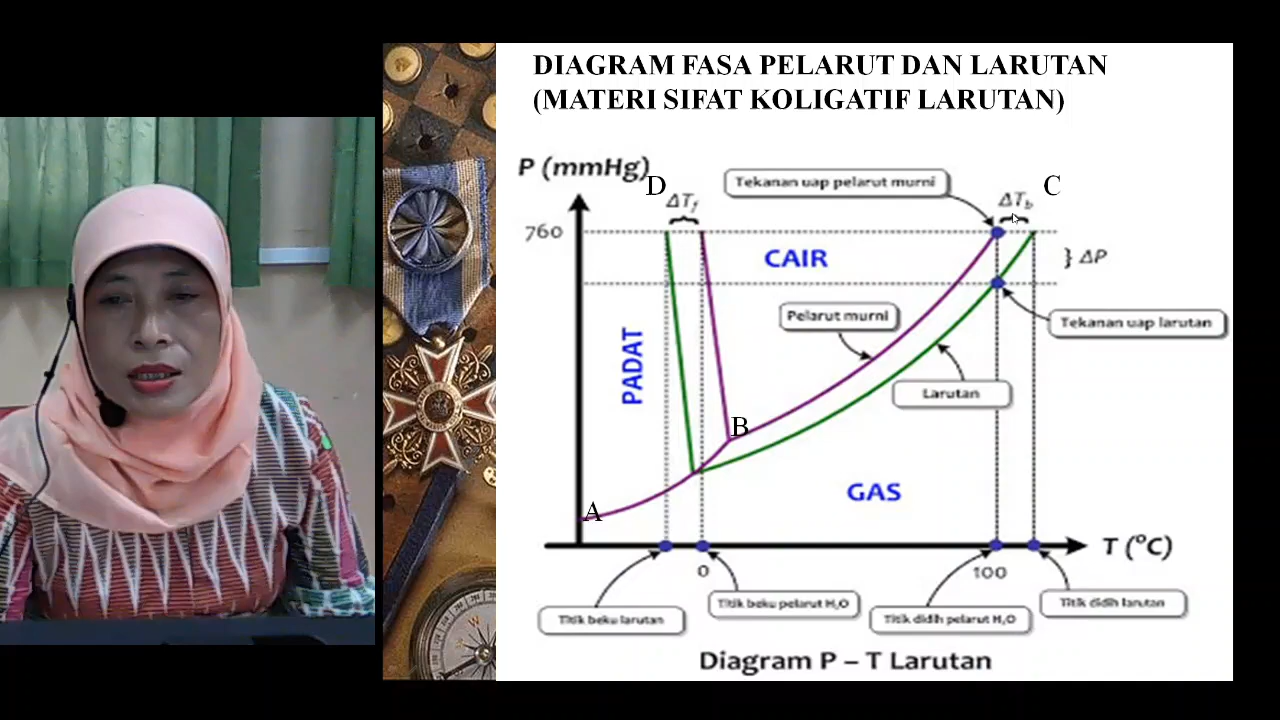 DIAGRAM FASA PELARUT DAN LARUTAN
(MATERI SIFAT KOLIGATIF LARUTAN)
P (mmHg)
D
ΔTf
Tekanan uap pelarut murni
ΔTb
C
760
CAIR
} ΔP
Pelarut murni
Tekanan uap larutan
PADAT
Larutan
B
GAS
A
T (°C)
0
100
Titik beku larutan
Titik beku pelarut H₂O
Titik didih pelarut H₂O
Titik didih larutan
Diagram P – T Larutan